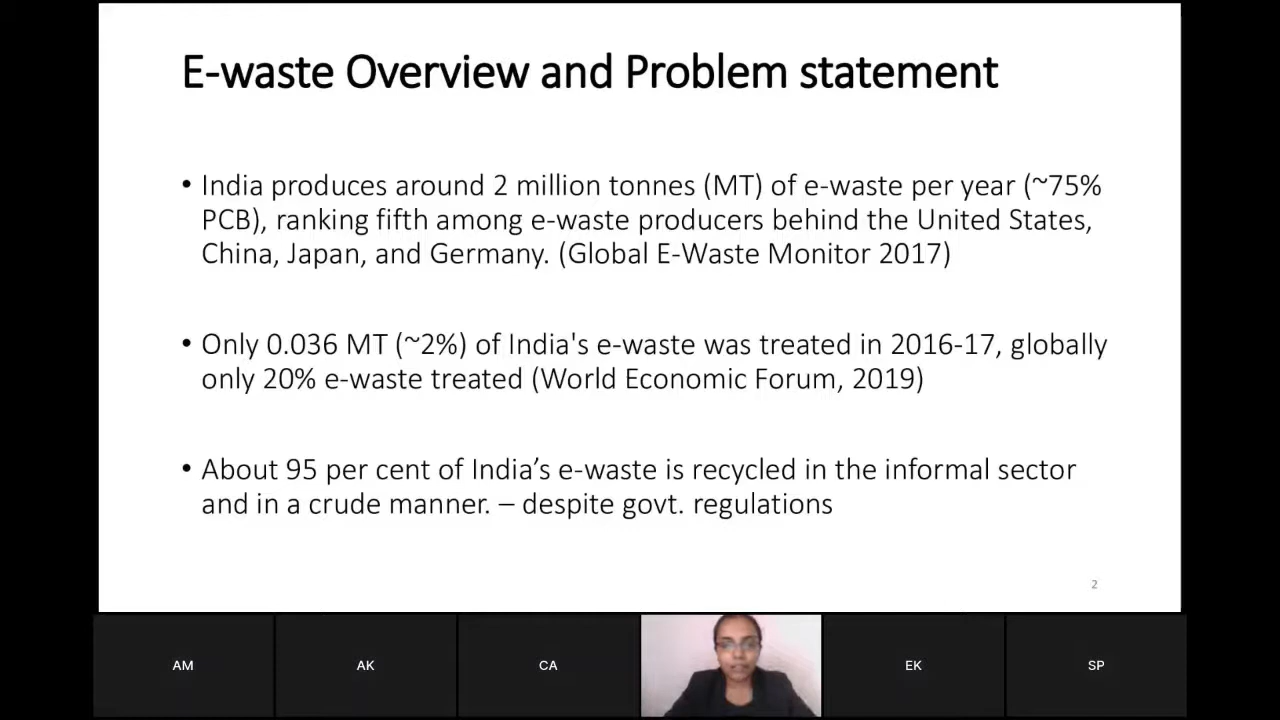 E-waste Overview and Problem statement
• India produces around 2 million tonnes (MT) of e-waste per year (~75%
PCB), ranking fifth among e-waste producers behind the United States,
China, Japan, and Germany. (Global E-Waste Monitor 2017)
• Only 0.036 MT (~2%) of India's e-waste was treated in 2016-17, globally
only 20% e-waste treated (World Economic Forum, 2019)
• About 95 per cent of India’s e-waste is recycled in the informal sector
and in a crude manner. – despite govt. regulations
2
AM AK CA EK SP